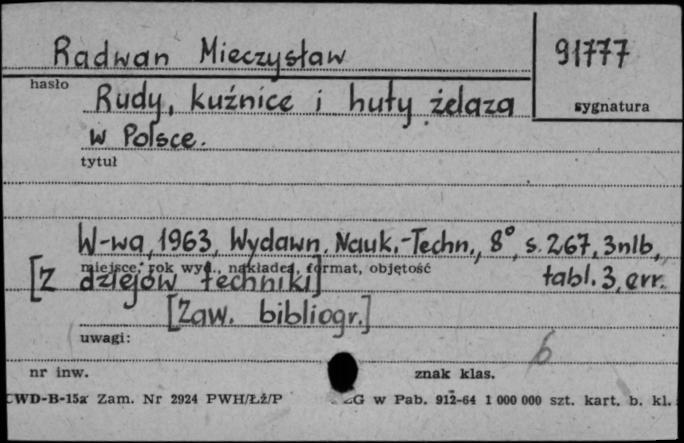 Radwan Mieczysław 91777
hasło sygnatura
Rudy, kuźnice i huty żelaza
w Polsce.
tytuł
W-wa, 1963, Wydawn. Nauk.-Techn., 8°, s. 267, 3nlb.,
miejsce, rok wyd., nakładca, format, objętość tabl. 3, err.
[Z dziejów techniki]
[Zaw. bibliogr.]
uwagi:
nr inw. znak klas.
CWD-B-15a Zam. Nr 2924 PWH/Łż/P G w Pab. 912-64 1 000 000 szt. kart. b. kl.